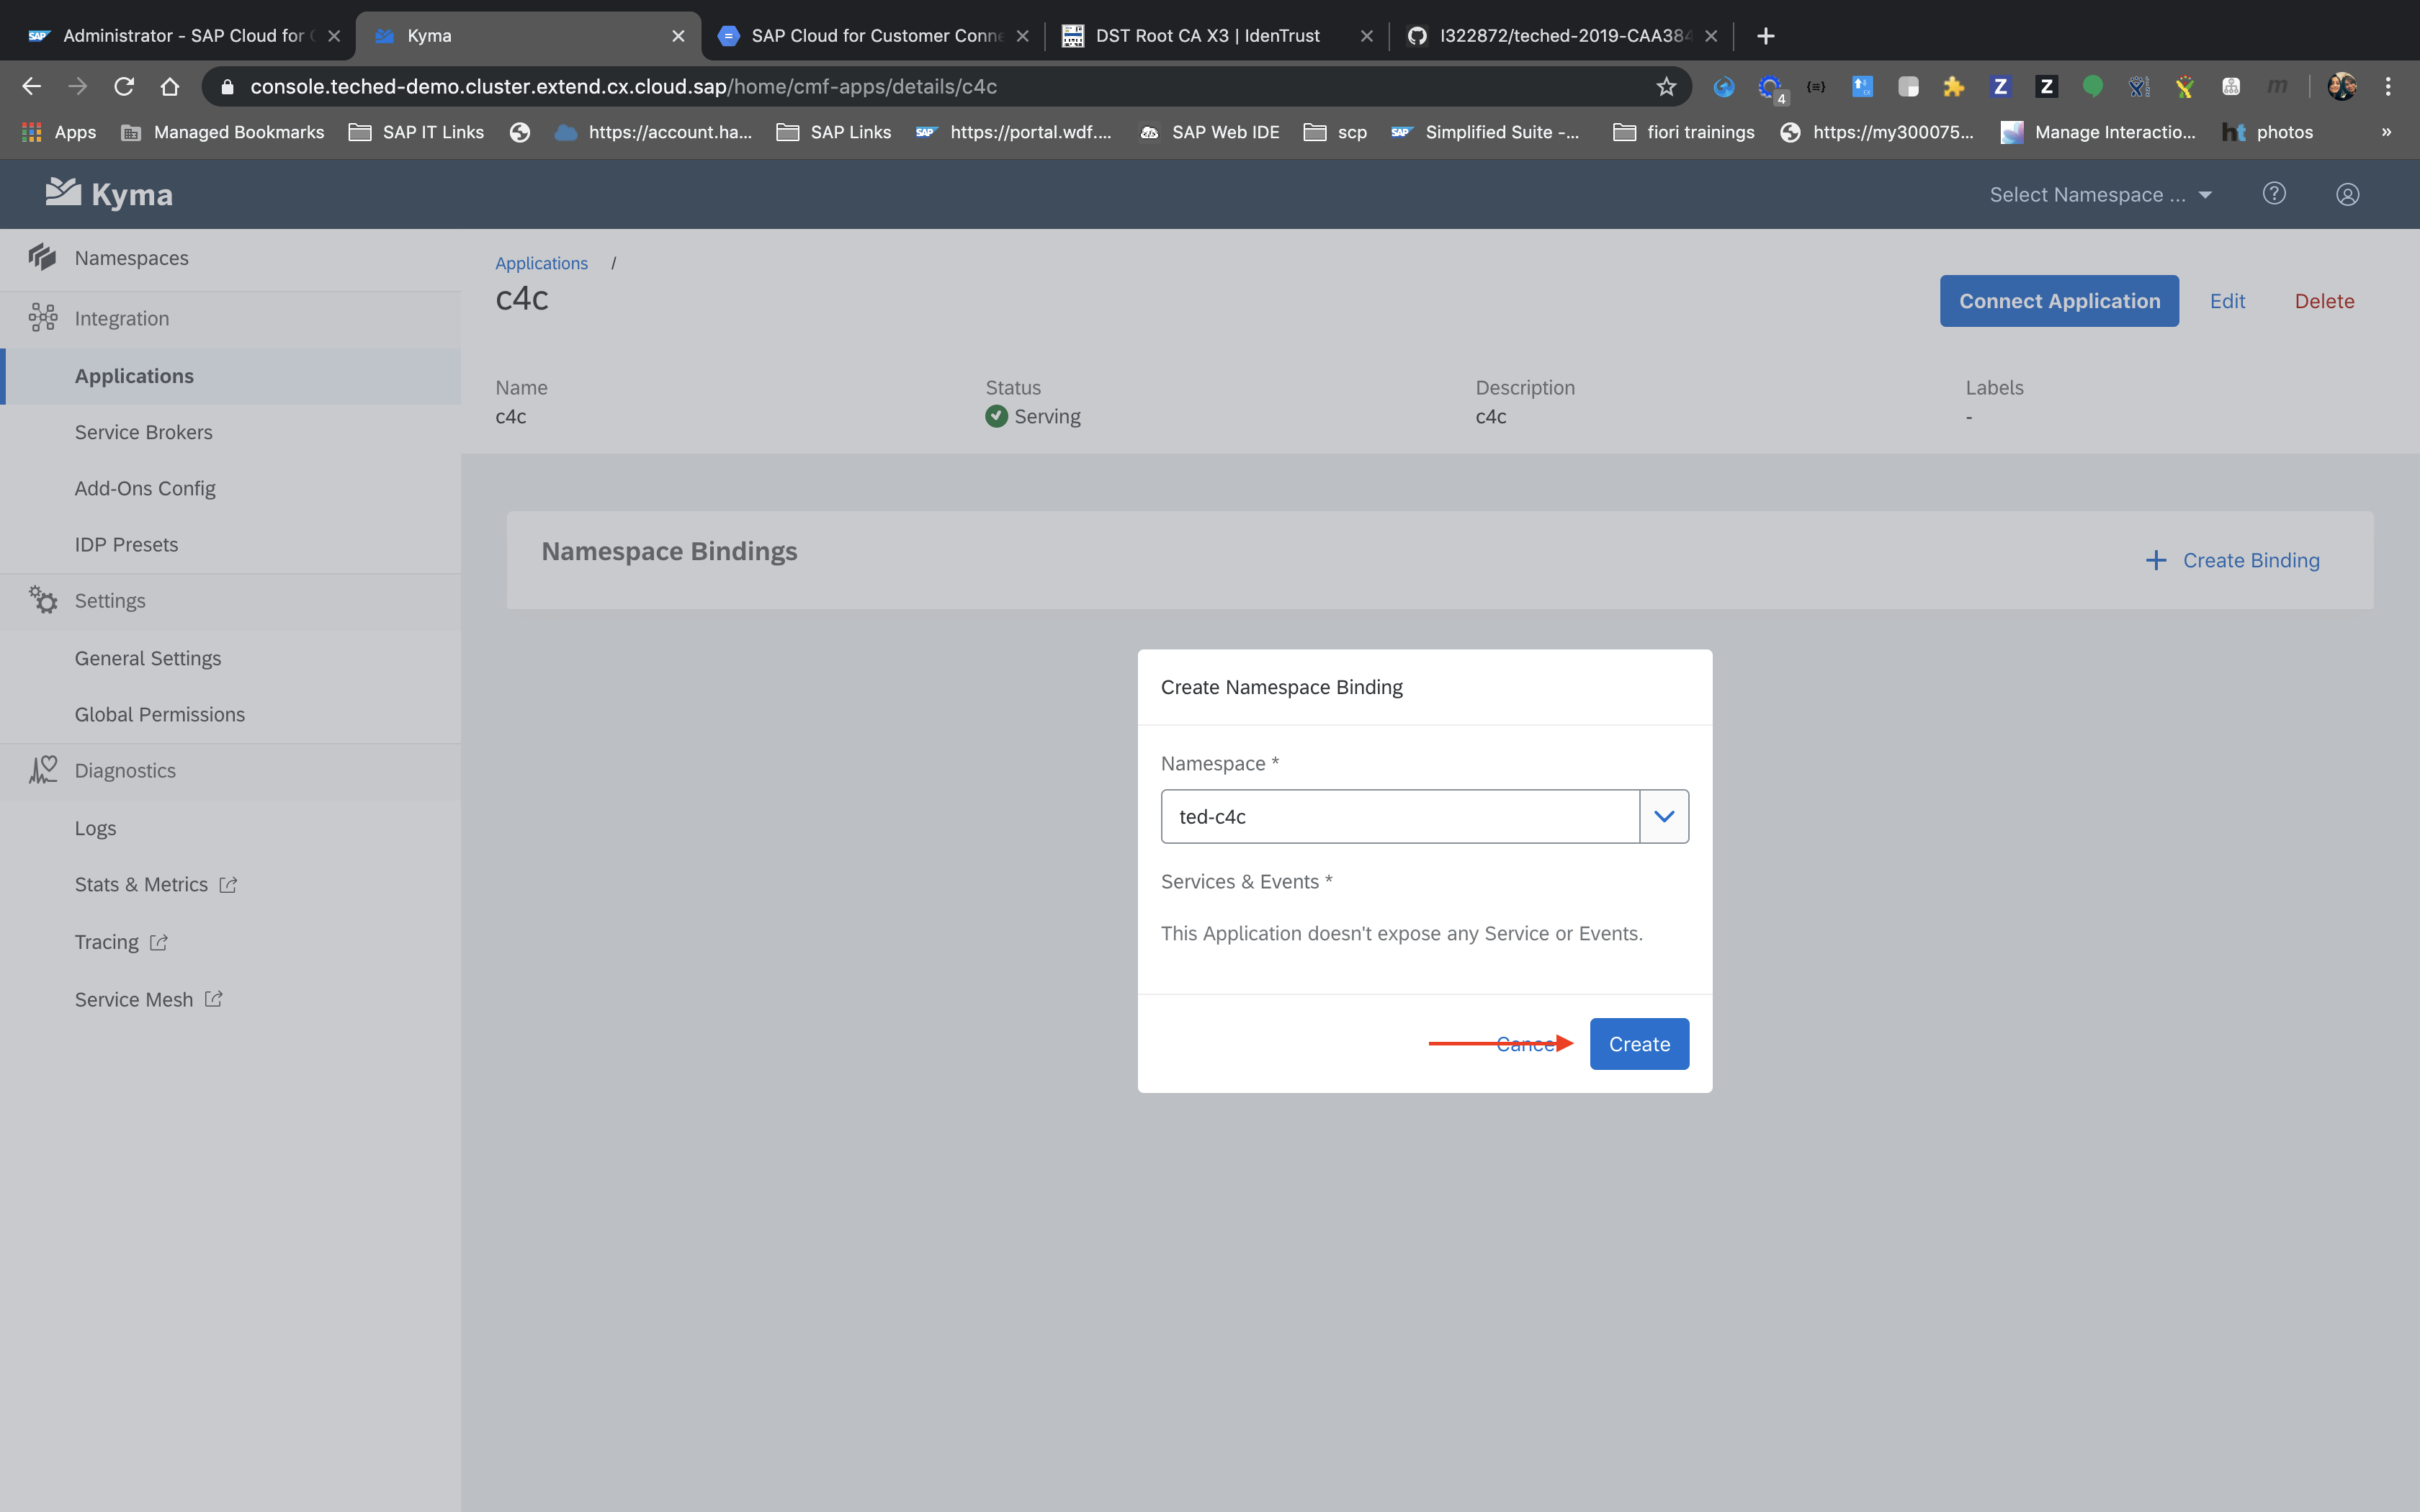 Administrator - SAP Cloud for
Kyma
SAP Cloud for Customer Conne
DST Root CA X3 | IdenTrust
I322872/teched-2019-CAA384
console.teched-demo.cluster.extend.cx.cloud.sap/home/cmf-apps/details/c4c
4
Apps
Managed Bookmarks
SAP IT Links
https://account.ha...
SAP Links
https://portal.wdf....
SAP Web IDE
scp
Simplified Suite -...
fiori trainings
https://my300075...
Manage Interactio...
photos
»
Kyma
Select Namespace ...
Namespaces
Integration
Applications
Service Brokers
Add-Ons Config
IDP Presets
Settings
General Settings
Global Permissions
Diagnostics
Logs
Stats & Metrics
Tracing
Service Mesh
Applications /
c4c
Connect Application
Edit
Delete
Name
c4c
Status
Serving
Description
c4c
Labels
-
Namespace Bindings
+ Create Binding
Create Namespace Binding
Namespace *
ted-c4c
Services & Events *
This Application doesn't expose any Service or Events.
Cancel
Create